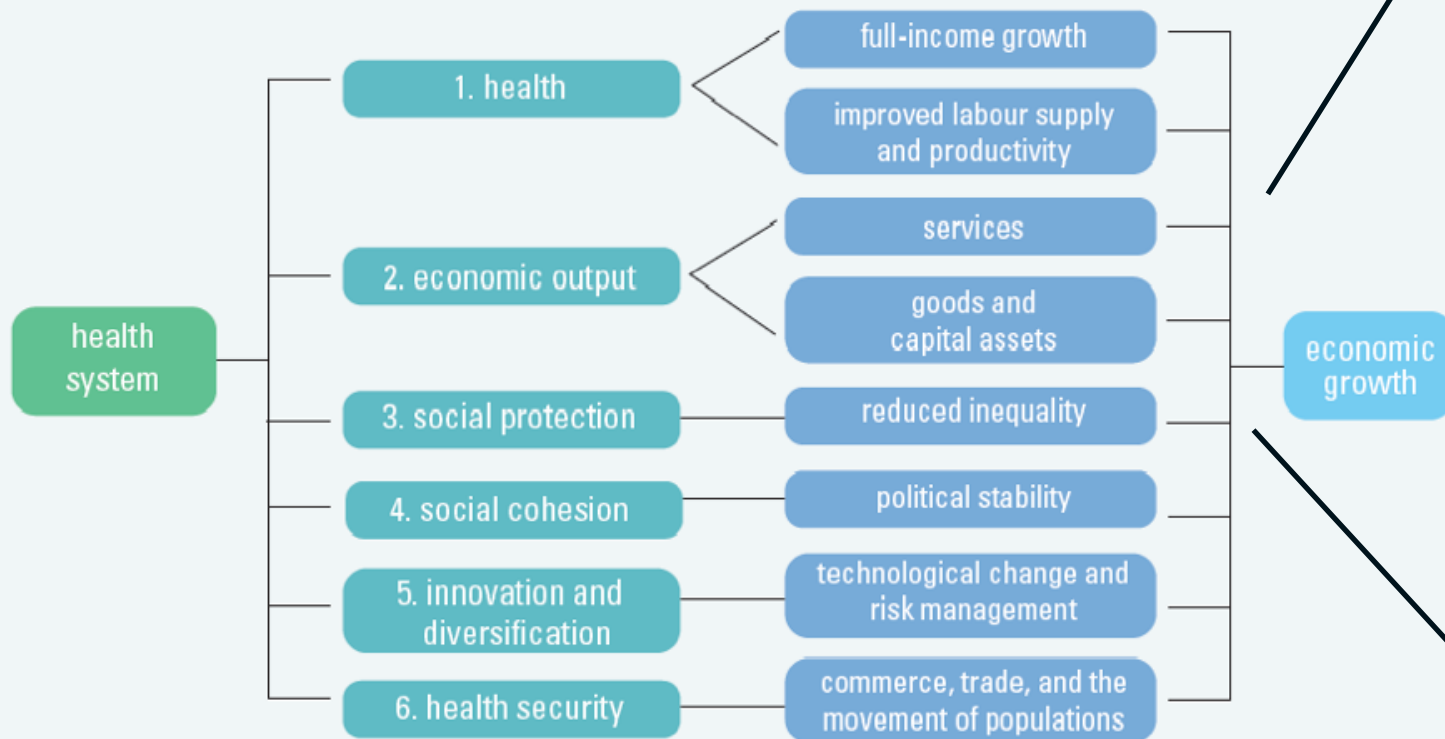 health
system
1. health
full-income growth
improved labour supply
and productivity
2. economic output
services
goods and
capital assets
3. social protection
reduced inequality
4. social cohesion
political stability
5. innovation and
diversification
technological change and
risk management
6. health security
commerce, trade, and the
movement of populations
economic
growth